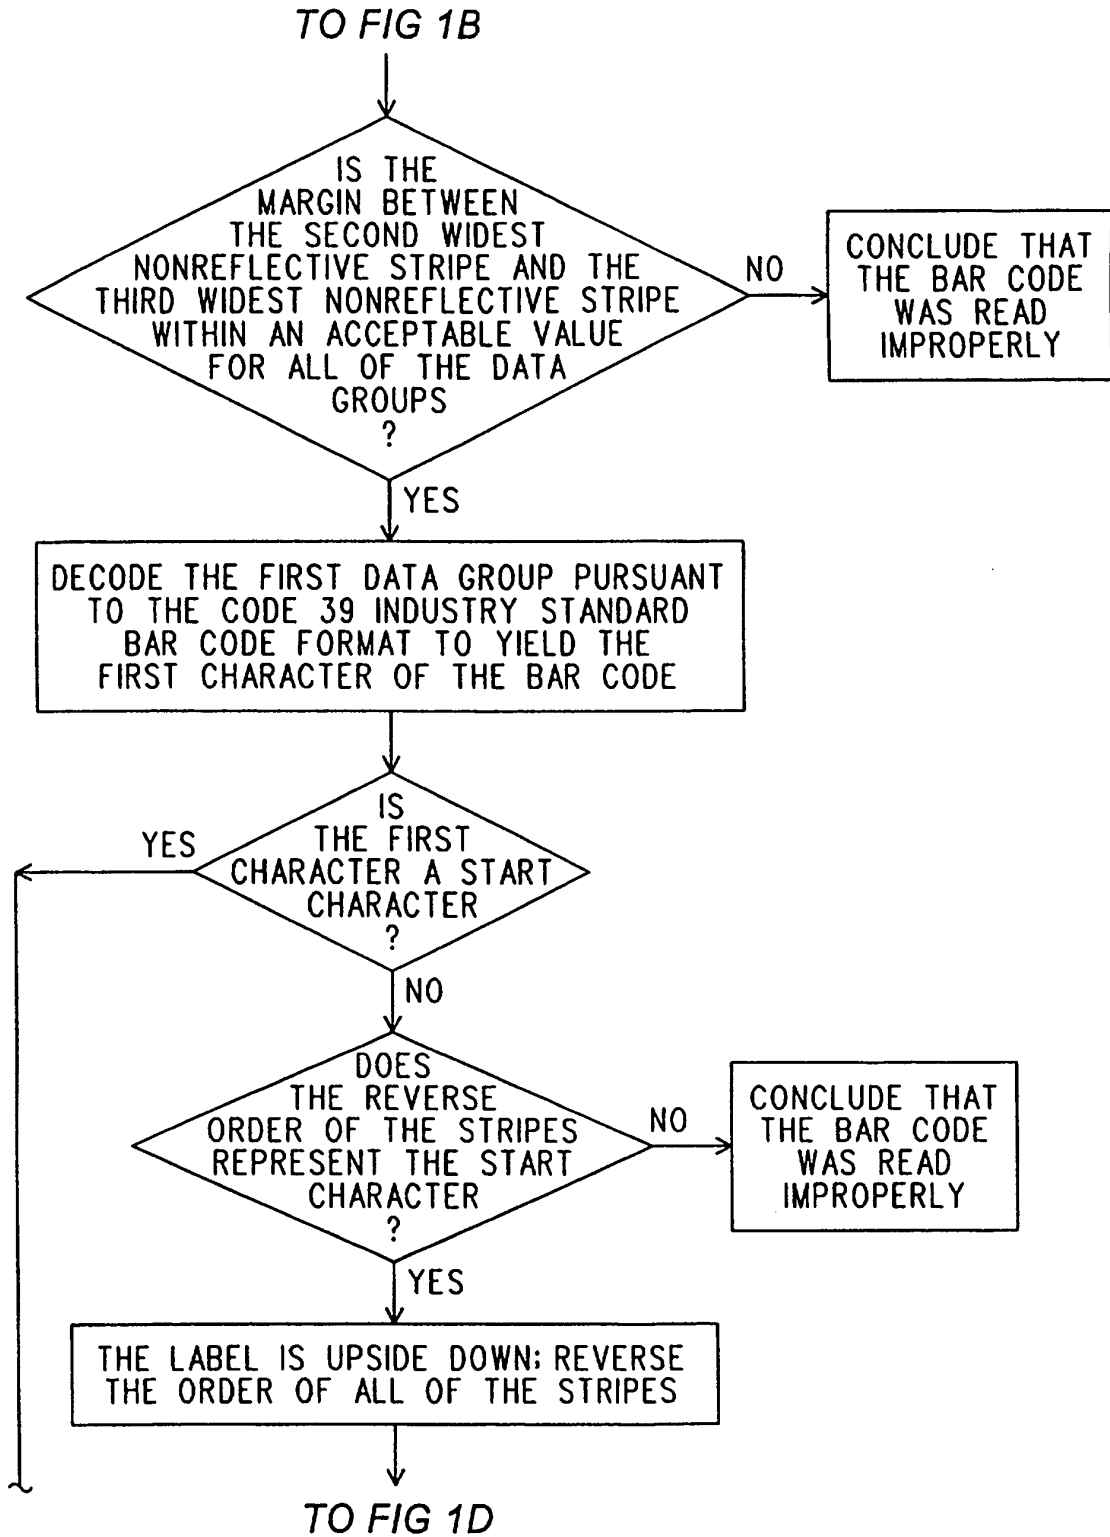 TO FIG 1B
IS THE
MARGIN BETWEEN
THE SECOND WIDEST
NONREFLECTIVE STRIPE AND THE
THIRD WIDEST NONREFLECTIVE STRIPE
WITHIN AN ACCEPTABLE VALUE
FOR ALL OF THE DATA
GROUPS
?
NO
CONCLUDE THAT
THE BAR CODE
WAS READ
IMPROPERLY
YES
DECODE THE FIRST DATA GROUP PURSUANT
TO THE CODE 39 INDUSTRY STANDARD
BAR CODE FORMAT TO YIELD THE
FIRST CHARACTER OF THE BAR CODE
IS
THE FIRST
CHARACTER A START
CHARACTER
?
YES
NO
DOES
THE REVERSE
ORDER OF THE STRIPES
REPRESENT THE START
CHARACTER
?
NO
CONCLUDE THAT
THE BAR CODE
WAS READ
IMPROPERLY
YES
THE LABEL IS UPSIDE DOWN; REVERSE
THE ORDER OF ALL OF THE STRIPES
TO FIG 1D